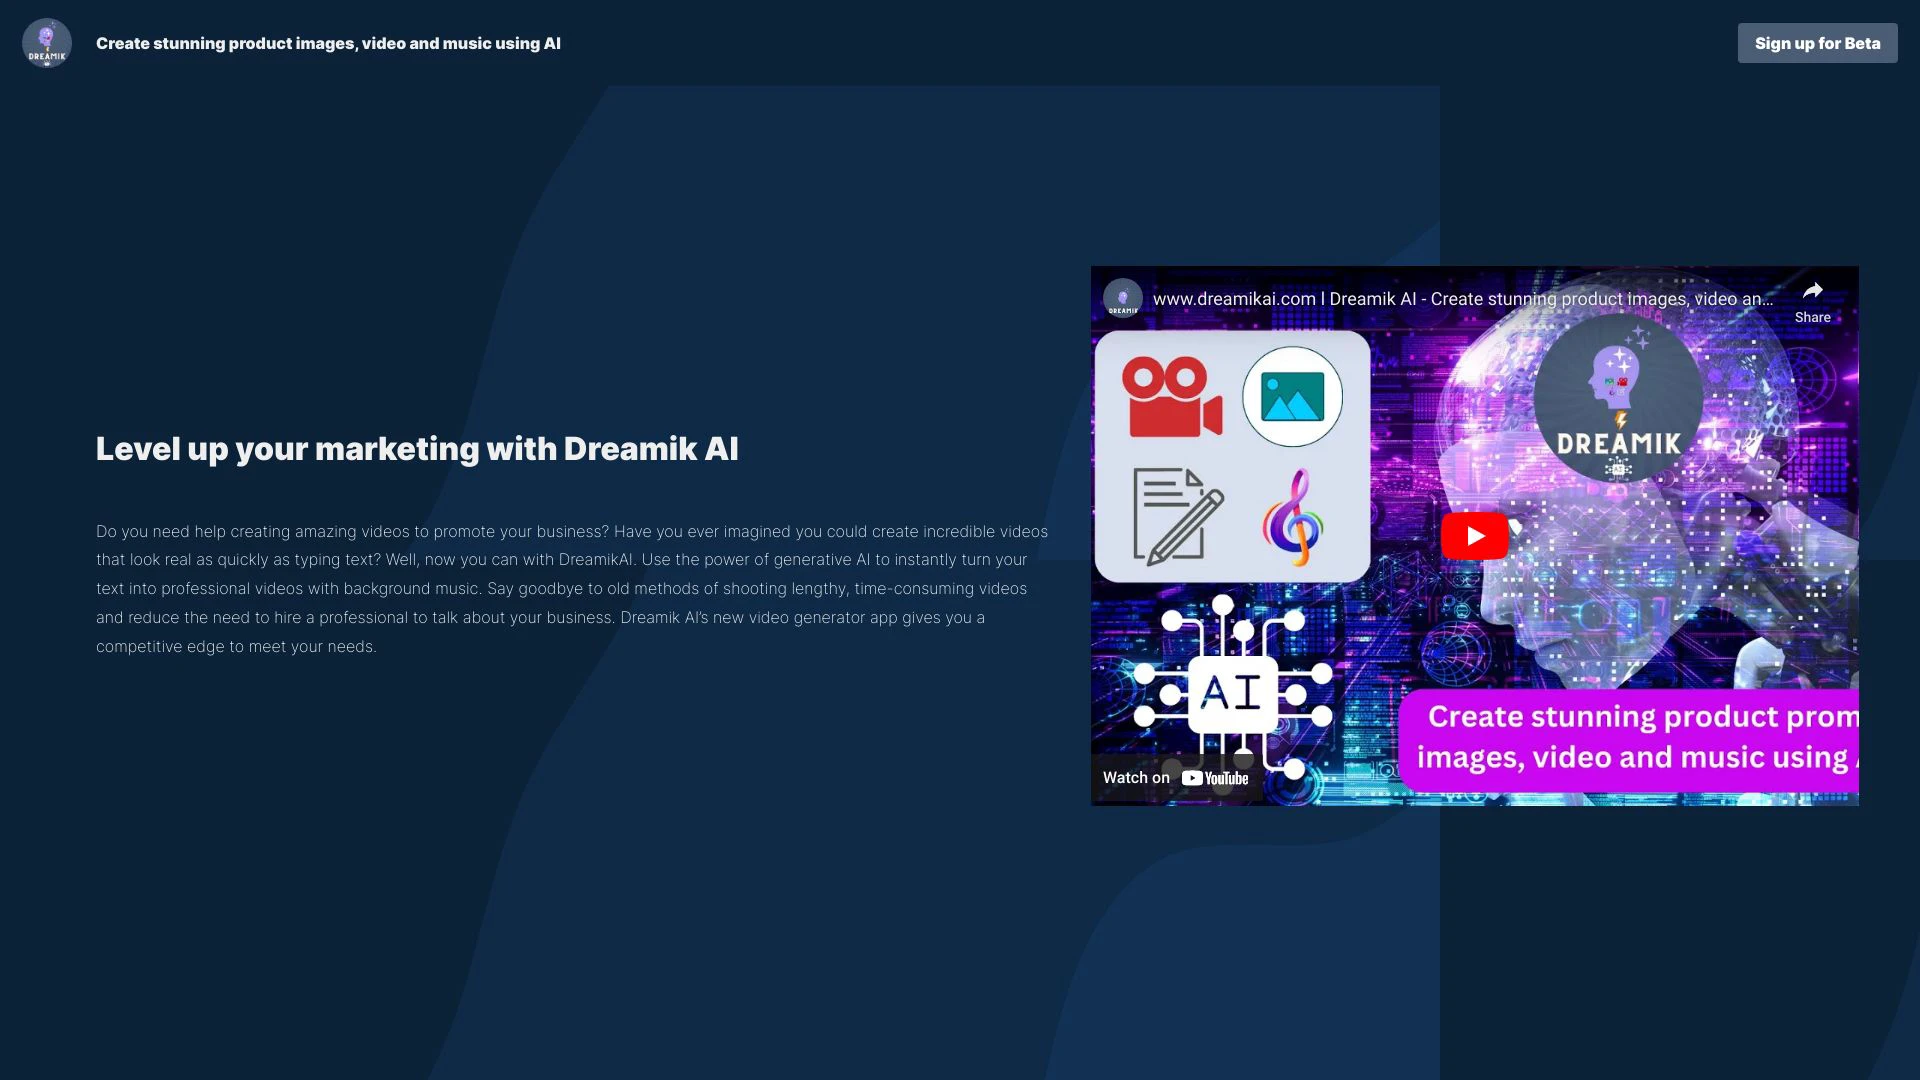 DREAMIK
Create stunning product images, video and music using AI
Sign up for Beta
Level up your marketing with Dreamik AI
Do you need help creating amazing videos to promote your business? Have you ever imagined you could create incredible videos
that look real as quickly as typing text? Well, now you can with DreamikAI. Use the power of generative AI to instantly turn your
text into professional videos with background music. Say goodbye to old methods of shooting lengthy, time-consuming videos
and reduce the need to hire a professional to talk about your business. Dreamik AI’s new video generator app gives you a
competitive edge to meet your needs.
DREAMIK
www.dreamikai.com l Dreamik AI - Create stunning product images, video an...
Share
DREAMIK
AI
Create stunning product prom
images, video and music using
Watch on YouTube